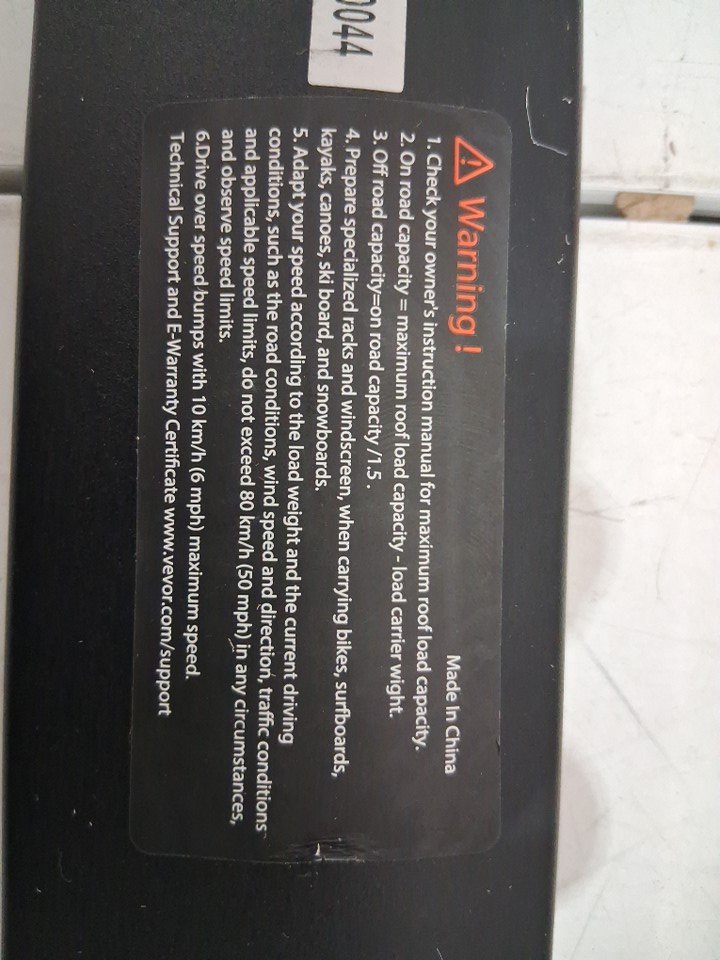 0044
Warning !
Made In China
1. Check your owner's instruction manual for maximum roof load capacity.
2. On road capacity = maximum roof load capacity - load carrier wight.
3. Off road capacity=on road capacity /1.5 .
4. Prepare specialized racks and windscreen, when carrying bikes, surfboards,
kayaks, canoes, ski board, and snowboards.
5. Adapt your speed according to the load weight and the current driving
conditions, such as the road conditions, wind speed and direction, traffic conditions
and applicable speed limits, do not exceed 80 km/h (50 mph) in any circumstances,
and observe speed limits.
6.Drive over speed bumps with 10 km/h (6 mph) maximum speed.
Technical Support and E-Warranty Certificate www.vevor.com/support